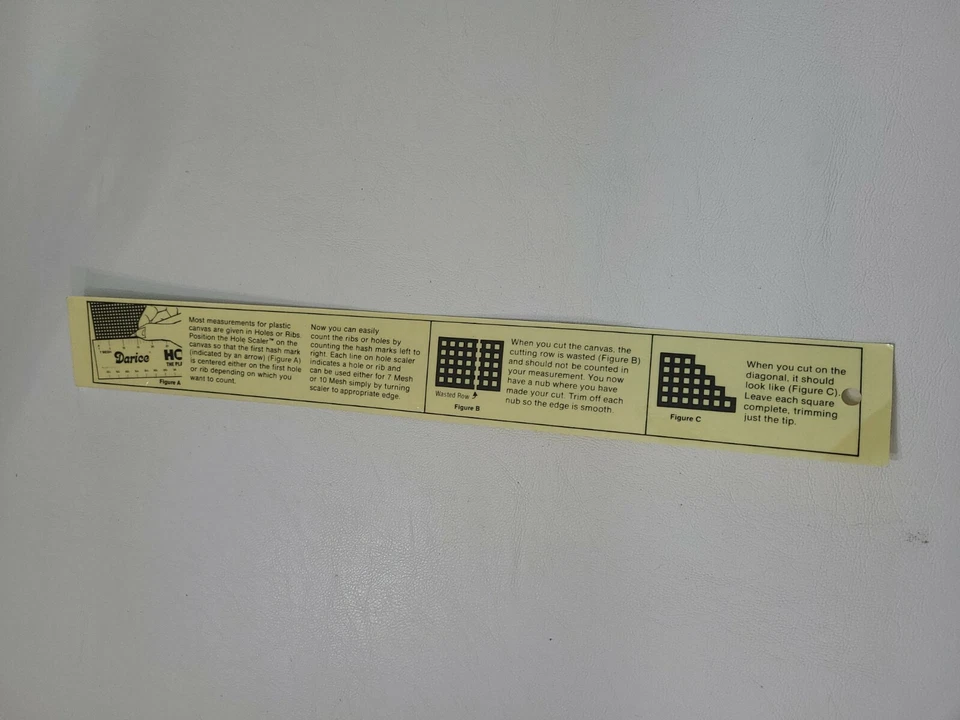 Darice
HO
THE PL
7 MESH
Figure A
Most measurements for plastic
canvas are given in Holes or Ribs.
Position the Hole Scaler™ on the
canvas so that the first hash mark
(indicated by an arrow) (Figure A)
is centered either on the first hole
or rib depending on which you
want to count.
Now you can easily
count the ribs or holes by
counting the hash marks left to
right. Each line on hole scaler
indicates a hole or rib and
can be used either for 7 Mesh
or 10 Mesh simply by turning
scaler to appropriate edge.
Wasted Row
Figure B
When you cut the canvas, the
cutting row is wasted (Figure B)
and should not be counted in
your measurement. You now
have a nub where you have
made your cut. Trim off each
nub so the edge is smooth.
Figure C
When you cut on the
diagonal, it should
look like (Figure C).
Leave each square
complete, trimming
just the tip.